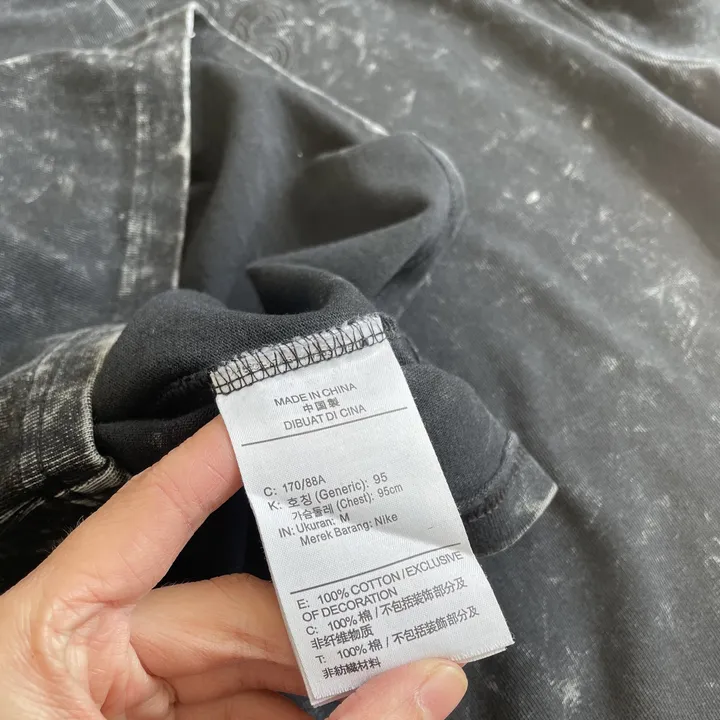 MADE IN CHINA
中国製
DIBUAT DI CINA
C: 170/88A
K: 호칭 (Generic): 95
가슴둘레 (Chest): 95cm
IN: Ukuran: M
Merek Barang: Nike
E: 100% COTTON/EXCLUSIVE
OF DECORATION
C: 100% 棉/不包括装饰部分及
非纤维物质
T: 100% 棉/不包括裝飾部分及
非紡織材料